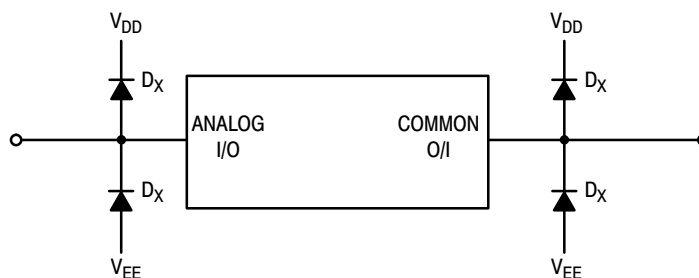 V_DD
V_DD
D_X
D_X
ANALOG
I/O
COMMON
O/I
D_X
D_X
V_EE
V_EE